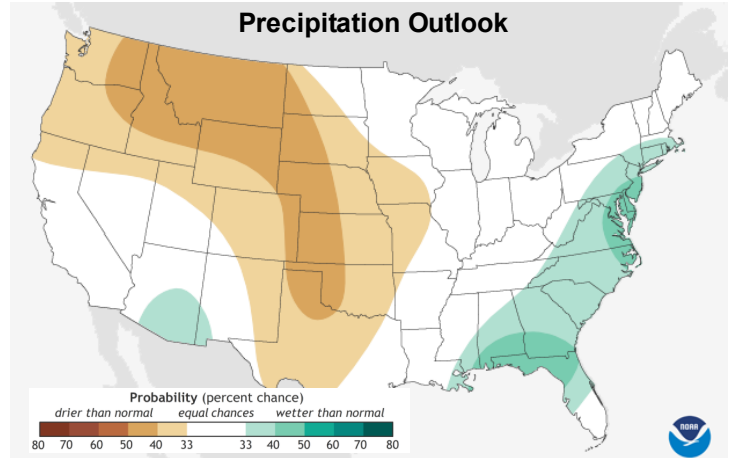 Precipitation Outlook
Probability (percent chance)
drier than normal equal chances wetter than normal
80 70 60 50 40 33 33 40 50 60 70 80
NOAA